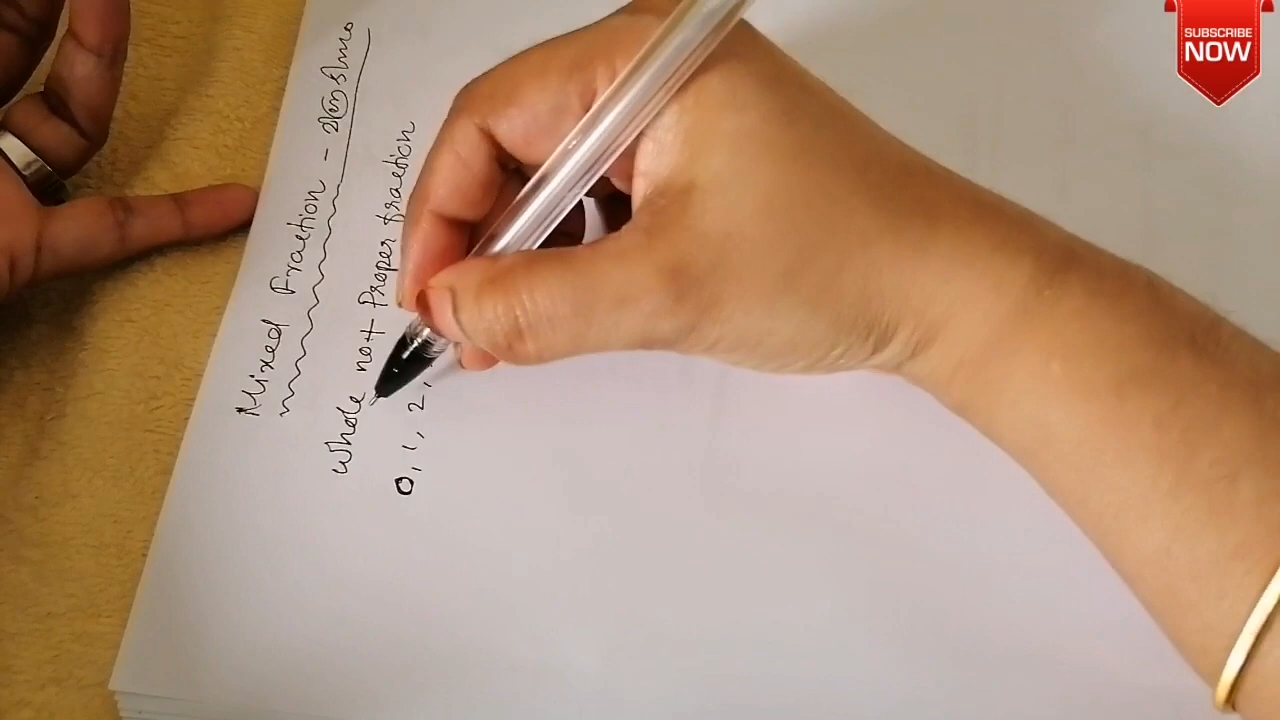 Mixed Fraction -
Whole not Proper fraction
0, 1, 2,
SUBSCRIBE
NOW